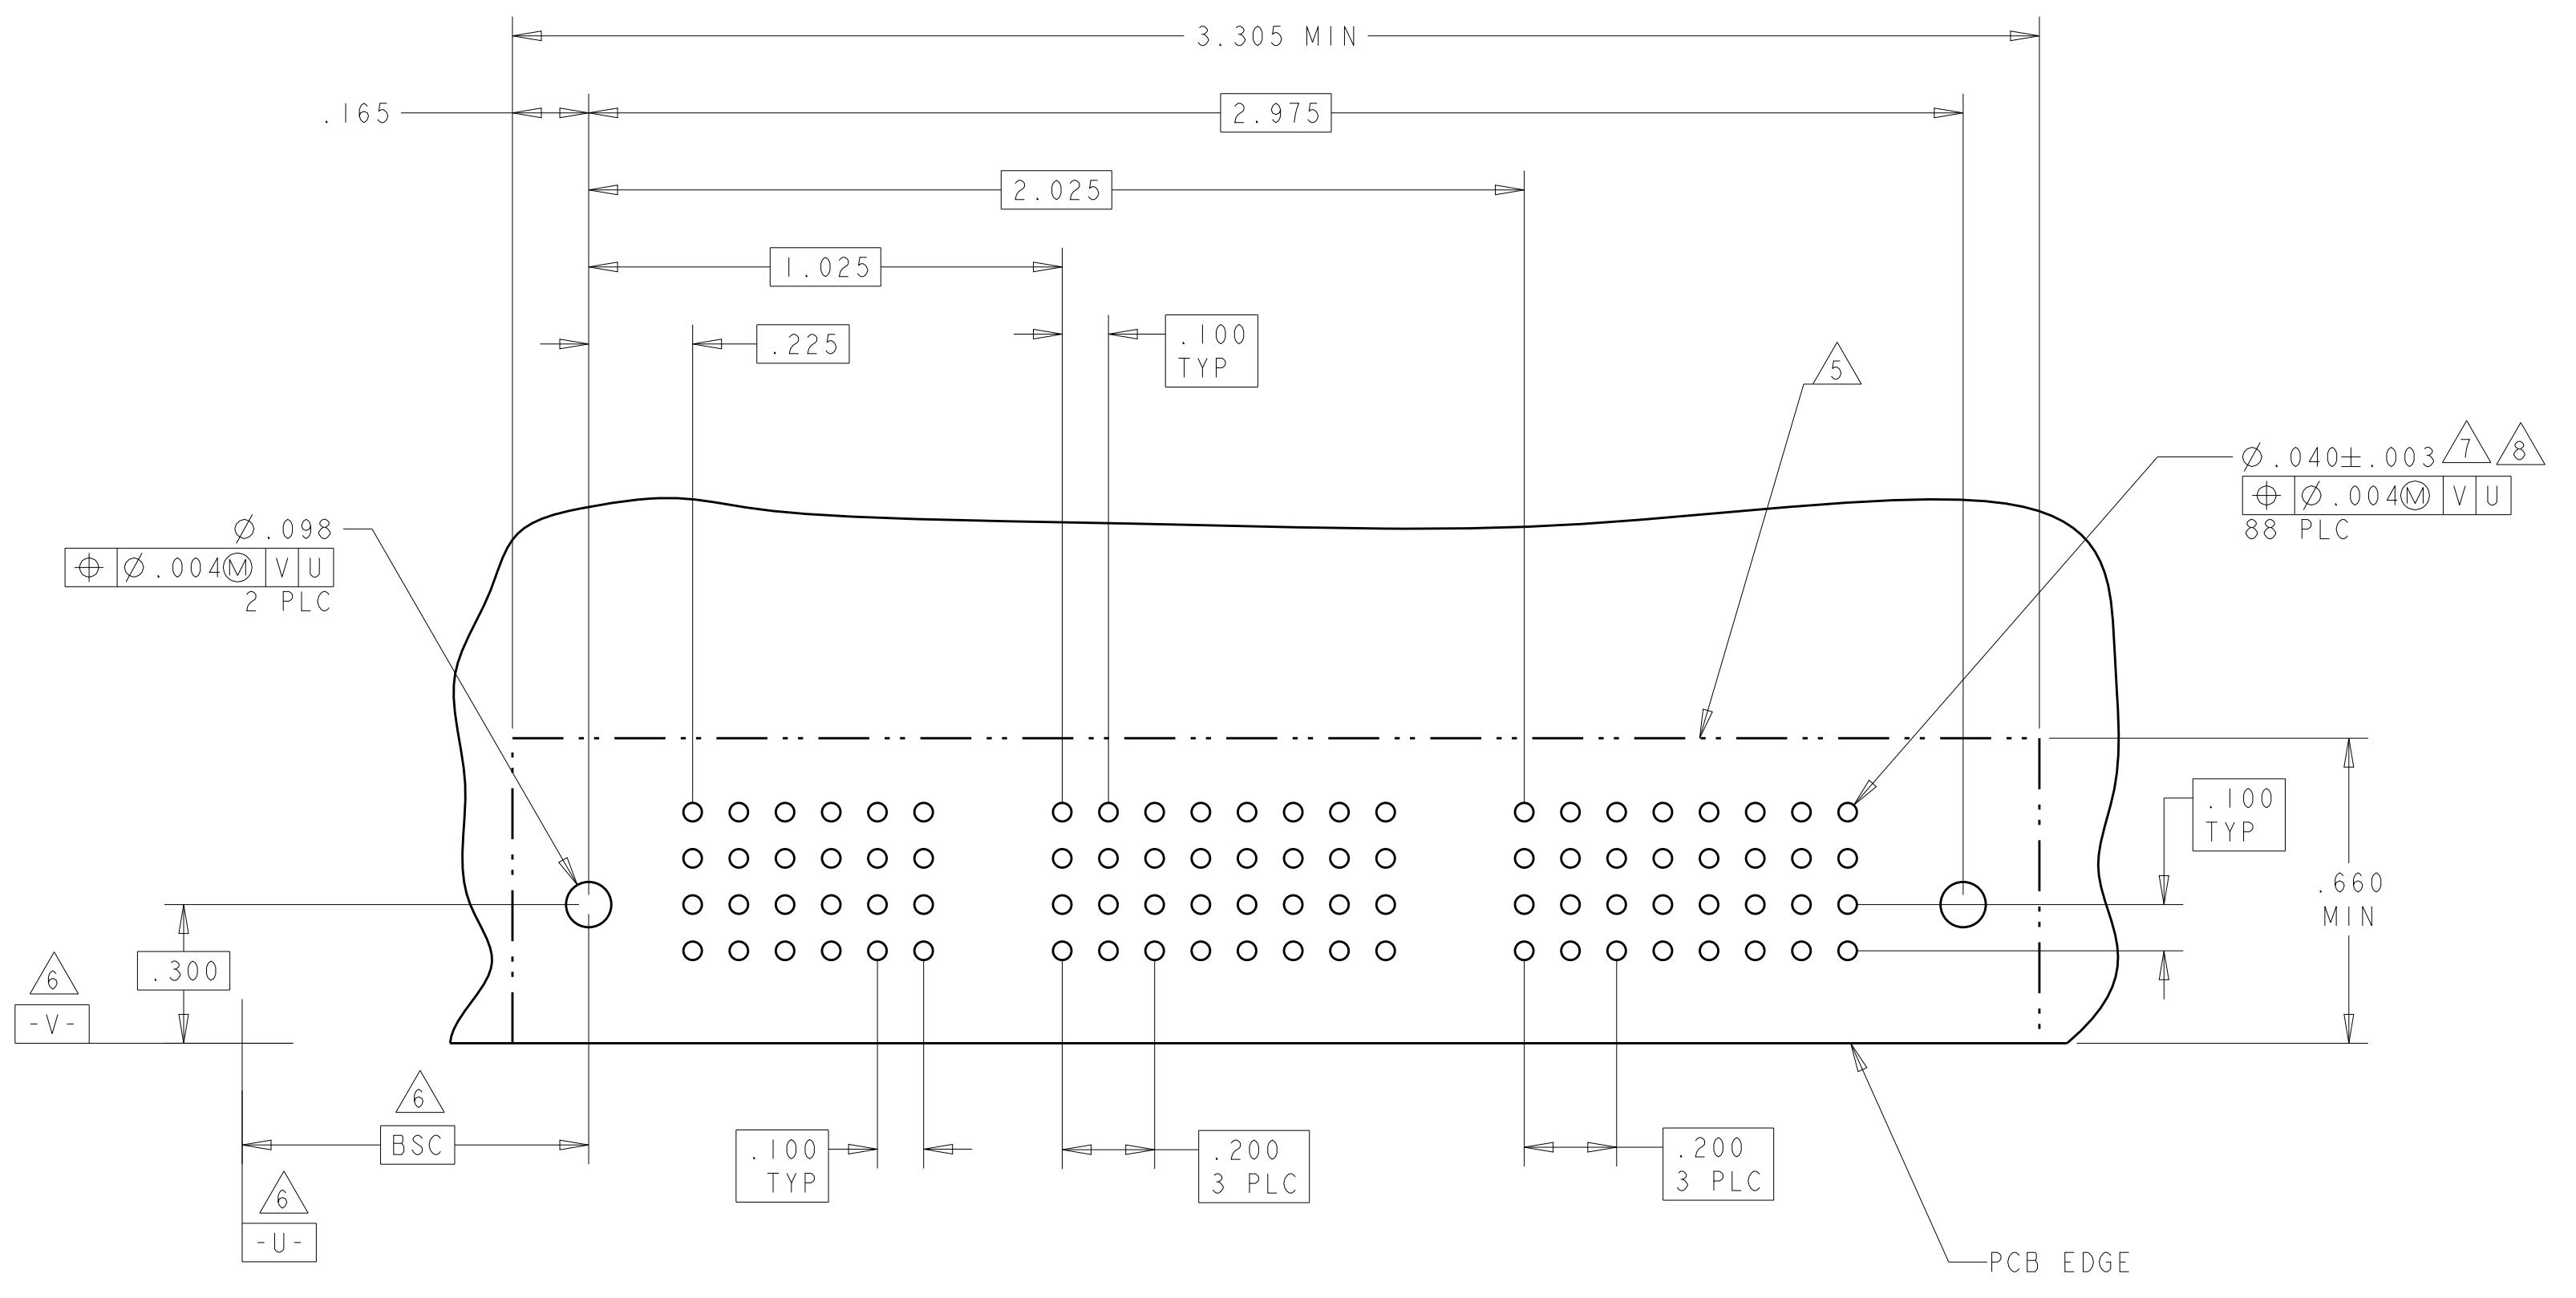 3.305 MIN
.165
2.975
2.025
1.025
.225
.100
TYP
5
7
8
Ø.040±.003
⌖ Ø.004Ⓜ V U
88 PLC
Ø.098
⌖ Ø.004Ⓜ V U
2 PLC
.100
TYP
.660
MIN
.300
6
-V-
6
BSC
6
-U-
.100
TYP
.200
3 PLC
.200
3 PLC
PCB EDGE